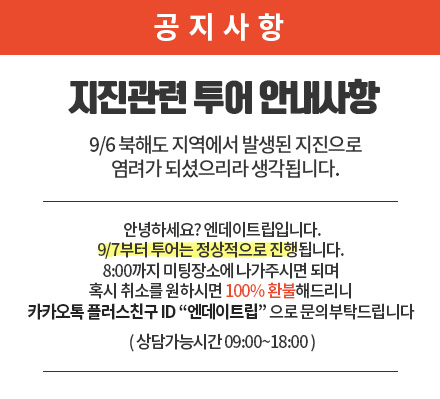 공지사항
지진관련 투어 안내사항
9/6 북해도 지역에서 발생된 지진으로
염려가 되셨으리라 생각됩니다.
안녕하세요? 엔데이트립입니다.
9/7부터 투어는 정상적으로 진행됩니다.
8:00까지 미팅장소에 나가주시면 되며
혹시 취소를 원하시면 100% 환불해드리니
카카오톡 플러스친구 ID “엔데이트립” 으로 문의부탁드립니다
( 상담가능시간 09:00~18:00 )